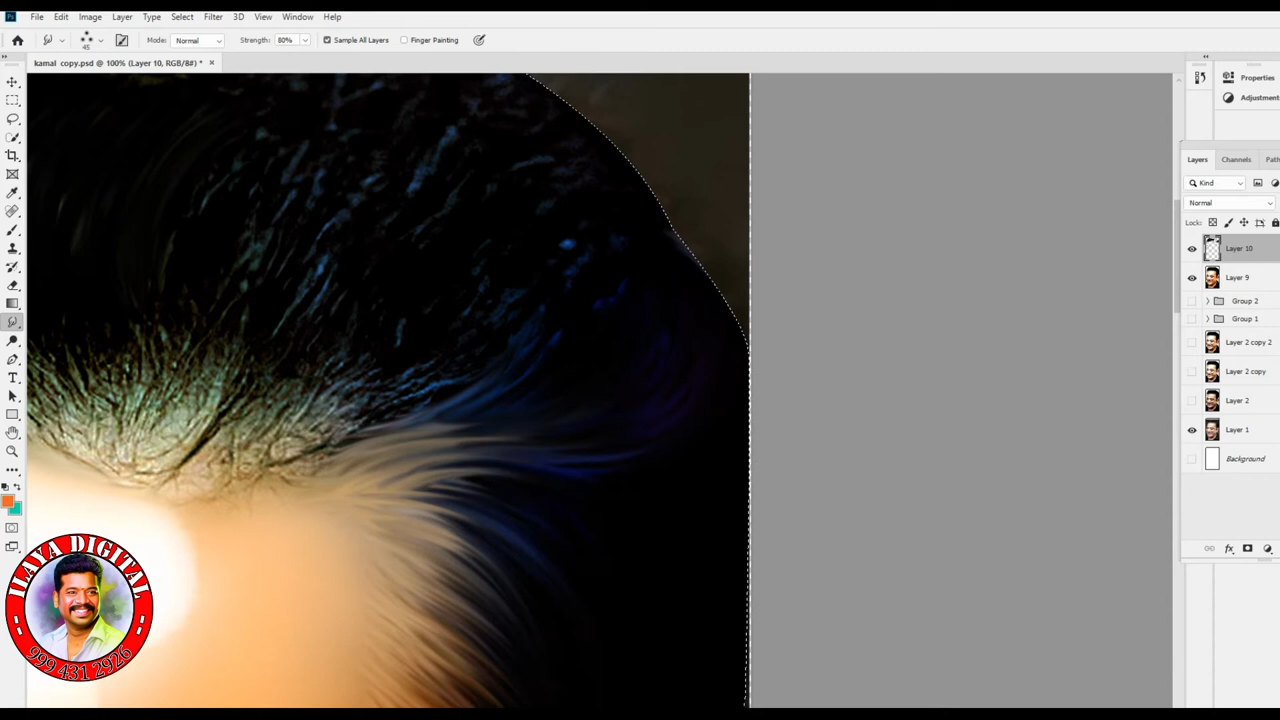 Ps File Edit Image Layer Type Select Filter 3D View Window Help
45 Mode: Normal Strength: 80% Sample All Layers Finger Painting
kamal copy.psd @ 100% (Layer 10, RGB/8#) * ×
Properties
Adjustment
Layers Channels Path
Kind
Normal
Lock:
Layer 10
Layer 9
Group 2
Group 1
Layer 2 copy 2
Layer 2 copy
Layer 2
Layer 1
Background
fx
T
ILAYA DIGITAL
999 431 2926